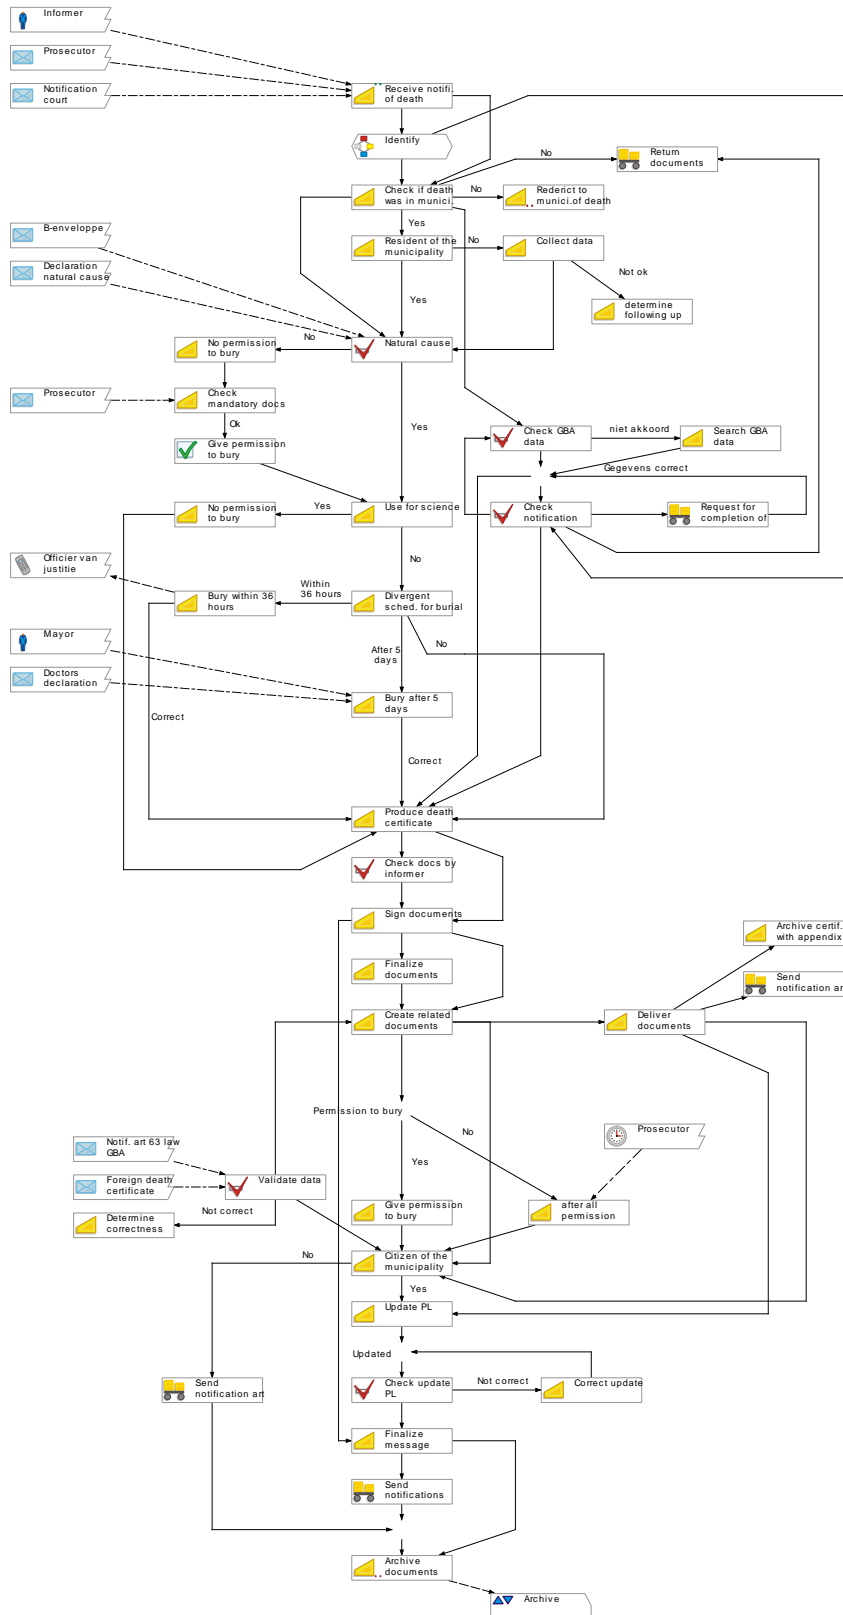 Informer
Prosecutor
Notification
court
Receive notifi.
of death
Identify
No
Return
documents
Check if death
was in munici.
No
Rederict to
munici.of death
Yes
B-enveloppe
Resident of the
municipality
No
Collect data
Declaration
natural cause
Not ok
Yes
determine
following up
No
No permission
to bury
Natural cause
Prosecutor
Check
mandatory docs
Ok
Yes
Check GBA
data
niet akkoord
Search GBA
data
Give permission
to bury
Gegevens correct
No permission
to bury
Yes
Use for science
Check
notification
Request for
completion of
No
Officier van
justitie
Bury within 36
hours
Within
36 hours
Divergent
sched. for burial
Mayor
After 5
days
No
Doctors
declaration
Bury after 5
days
Correct
Correct
Produce death
certificate
Check docs by
informer
Sign documents
Archive certif.
with appendix
Finalize
documents
Send
notification ar
Create related
documents
Deliver
documents
Permission to bury
No
Prosecutor
Notif. art 63 law
GBA
Yes
Foreign death
certificate
Validate data
Not correct
Determine
correctness
Give permission
to bury
after all
permission
No
Citizen of the
municipality
Yes
Update PL
Updated
Send
notification art
Check update
PL
Not correct
Correct update
Finalize
message
Send
notifications
Archive
documents
Archive